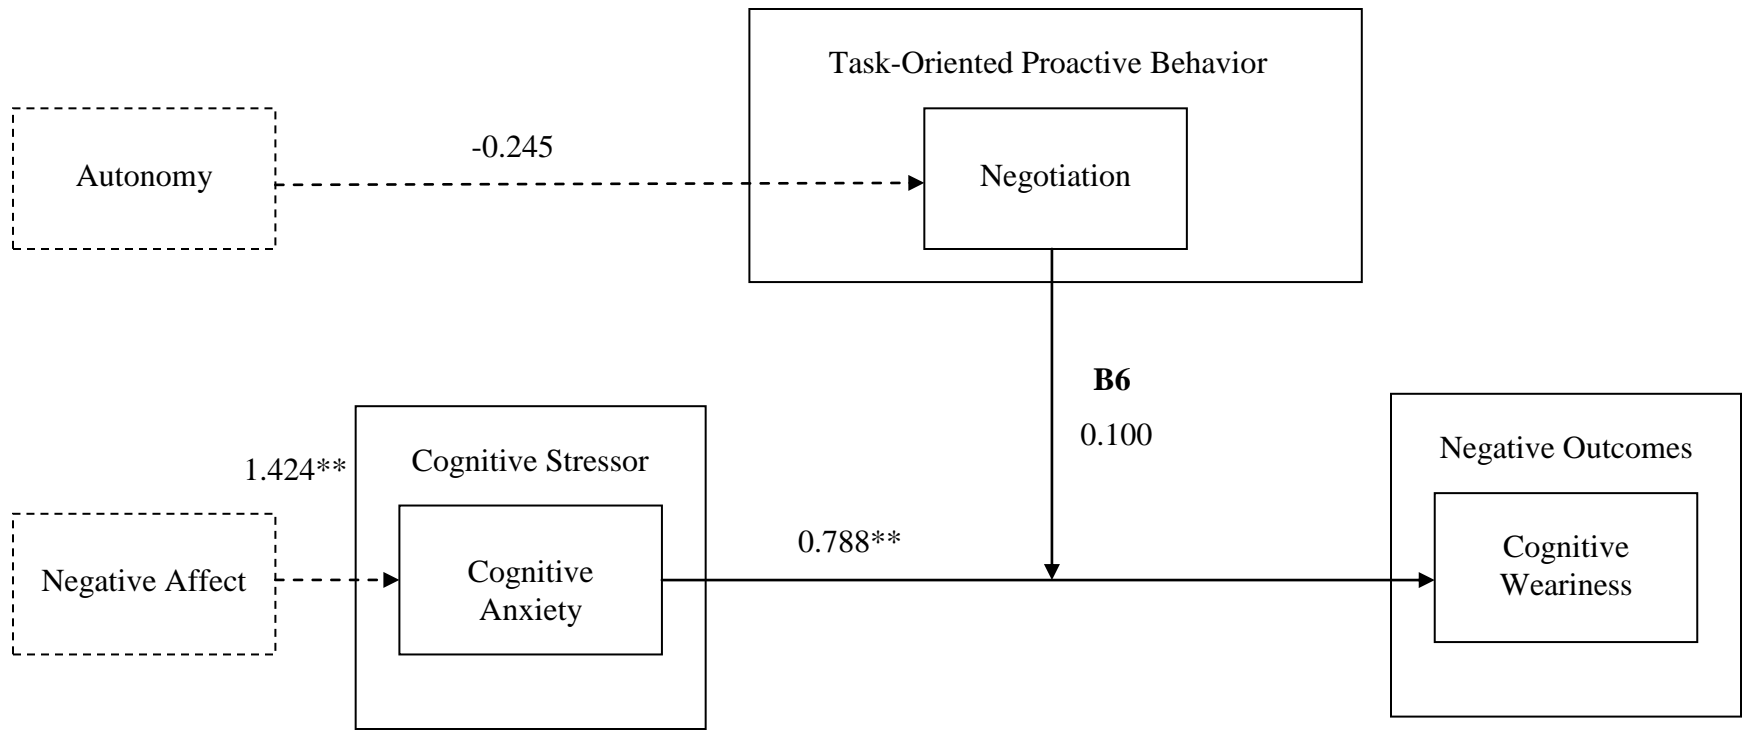 Task-Oriented Proactive Behavior
-0.245
Autonomy
Negotiation
B6
0.100
Cognitive Stressor
1.424**
Negative Outcomes
0.788**
Cognitive
Weariness
Negative Affect
Cognitive
Anxiety